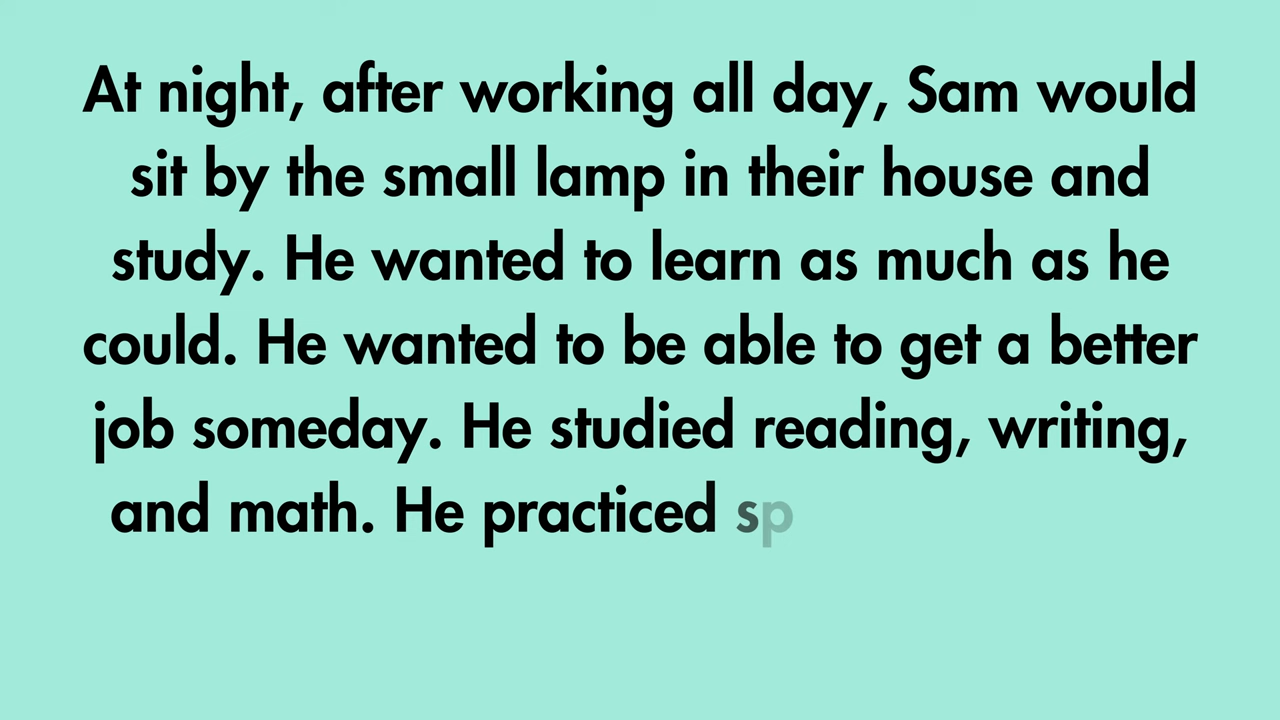 At night, after working all day, Sam would
sit by the small lamp in their house and
study. He wanted to learn as much as he
could. He wanted to be able to get a better
job someday. He studied reading, writing,
and math. He practiced sp